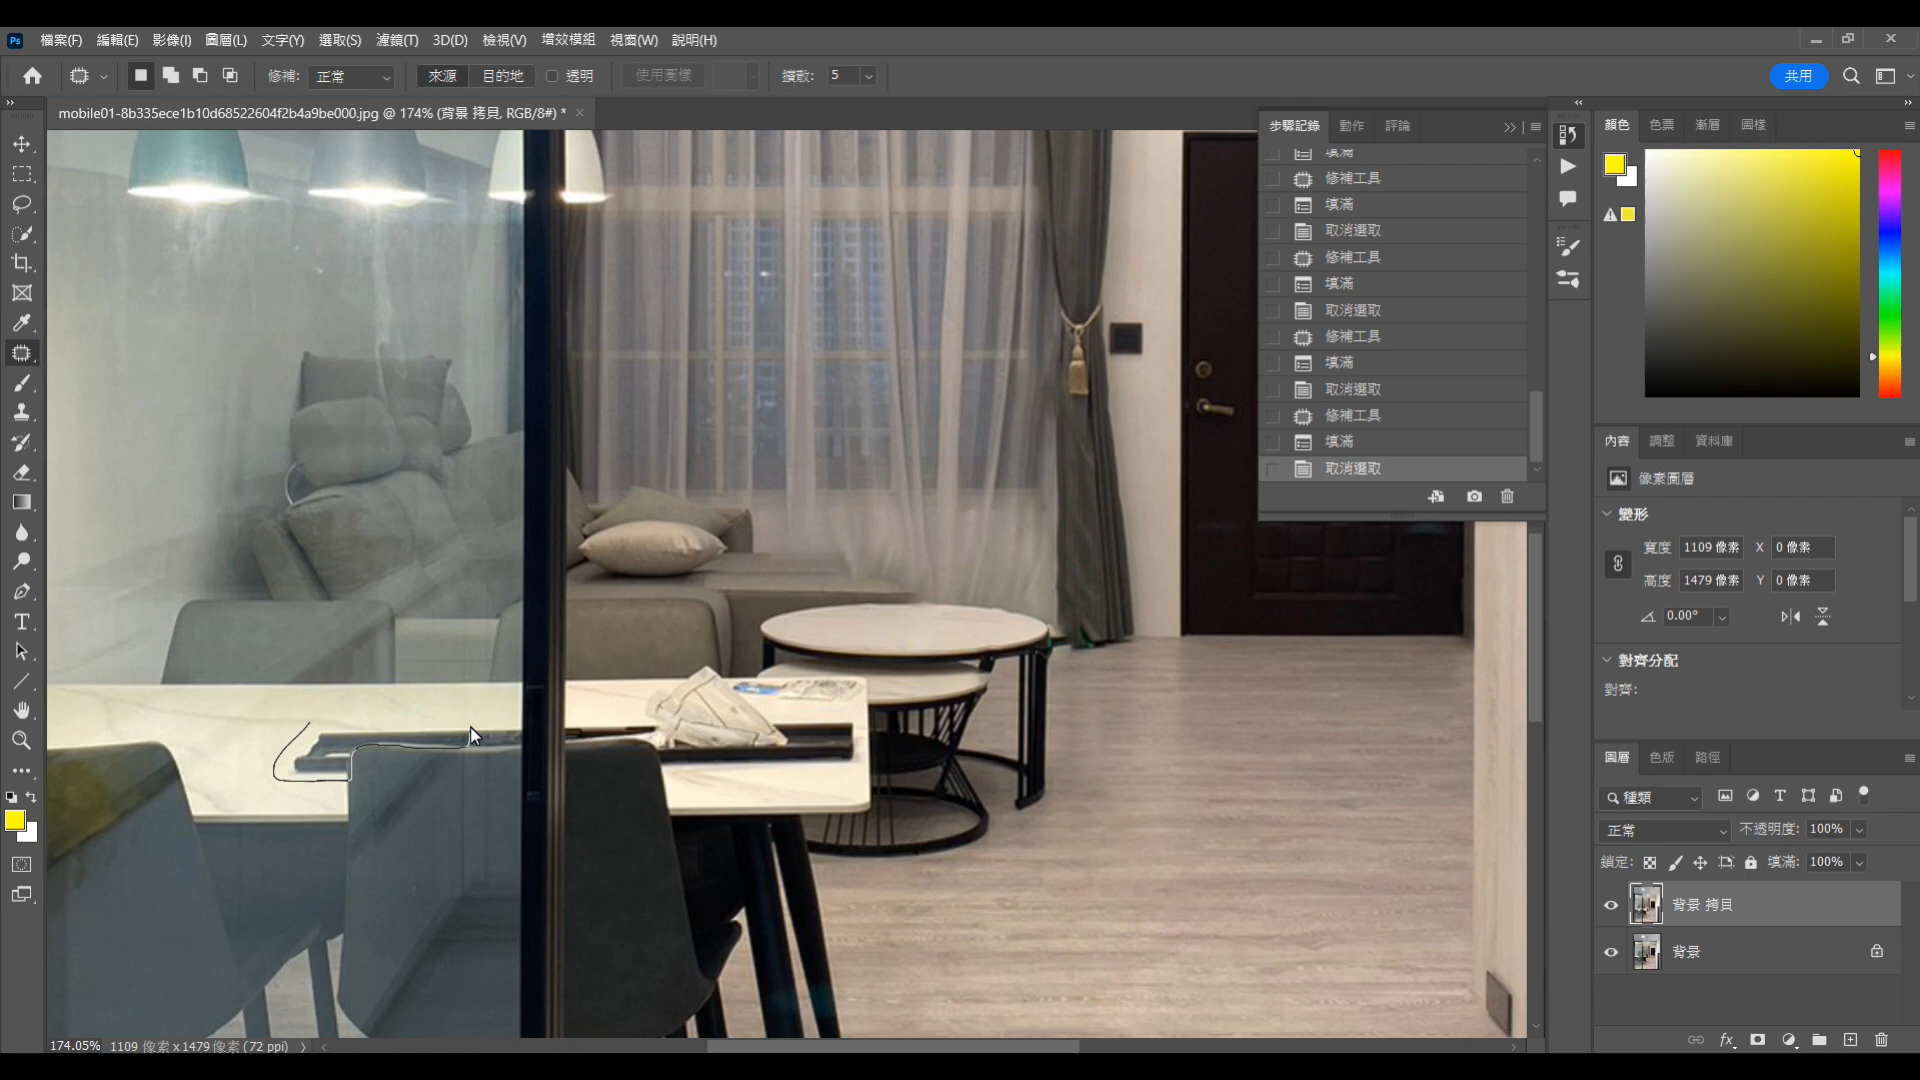 Ps 檔案(F) 編輯(E) 影像(I) 圖層(L) 文字(Y) 選取(S) 濾鏡(T) 3D(D) 檢視(V) 增效模組 視窗(W) 說明(H)
修補: 正常 來源 目的地 透明 使用圖樣 擴散: 5 共用
mobile01-8b335ece1b10d68522604f2b4a9be000.jpg @ 174% (背景 拷貝, RGB/8#) *
步驟記錄 動作 評論
填滿
修補工具
填滿
取消選取
修補工具
填滿
取消選取
修補工具
填滿
取消選取
修補工具
填滿
取消選取
顏色 色票 漸層 圖樣
內容 調整 資料庫
像素圖層
變形
寬度 1109 像素 X 0 像素
高度 1479 像素 Y 0 像素
0.00°
對齊分配
對齊:
圖層 色版 路徑
種類
正常 不透明度: 100%
鎖定: 填滿: 100%
背景 拷貝
背景
fx
174.05% 1109 像素 x 1479 像素 (72 ppi)